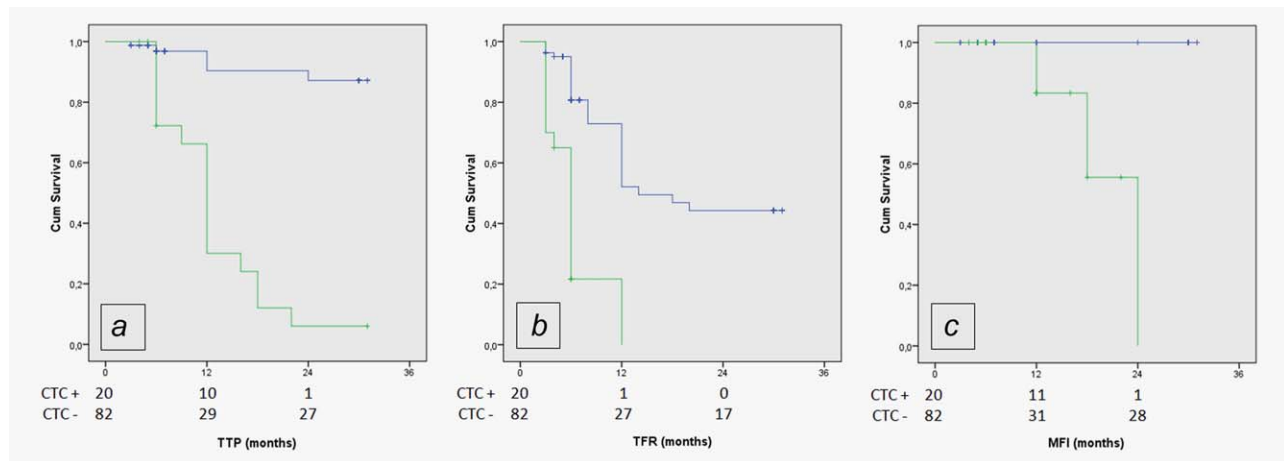 Cum Survival
1,0
0,8
0,6
0,4
0,2
0,0
a
0 12 24 36
CTC + 20 10 1
CTC - 82 29 27
TTP (months)
Cum Survival
1,0
0,8
0,6
0,4
0,2
0,0
b
0 12 24 36
CTC + 20 1 0
CTC - 82 27 17
TFR (months)
Cum Survival
1,0
0,8
0,6
0,4
0,2
0,0
c
0 12 24 36
CTC + 20 11 1
CTC - 82 31 28
MFI (months)